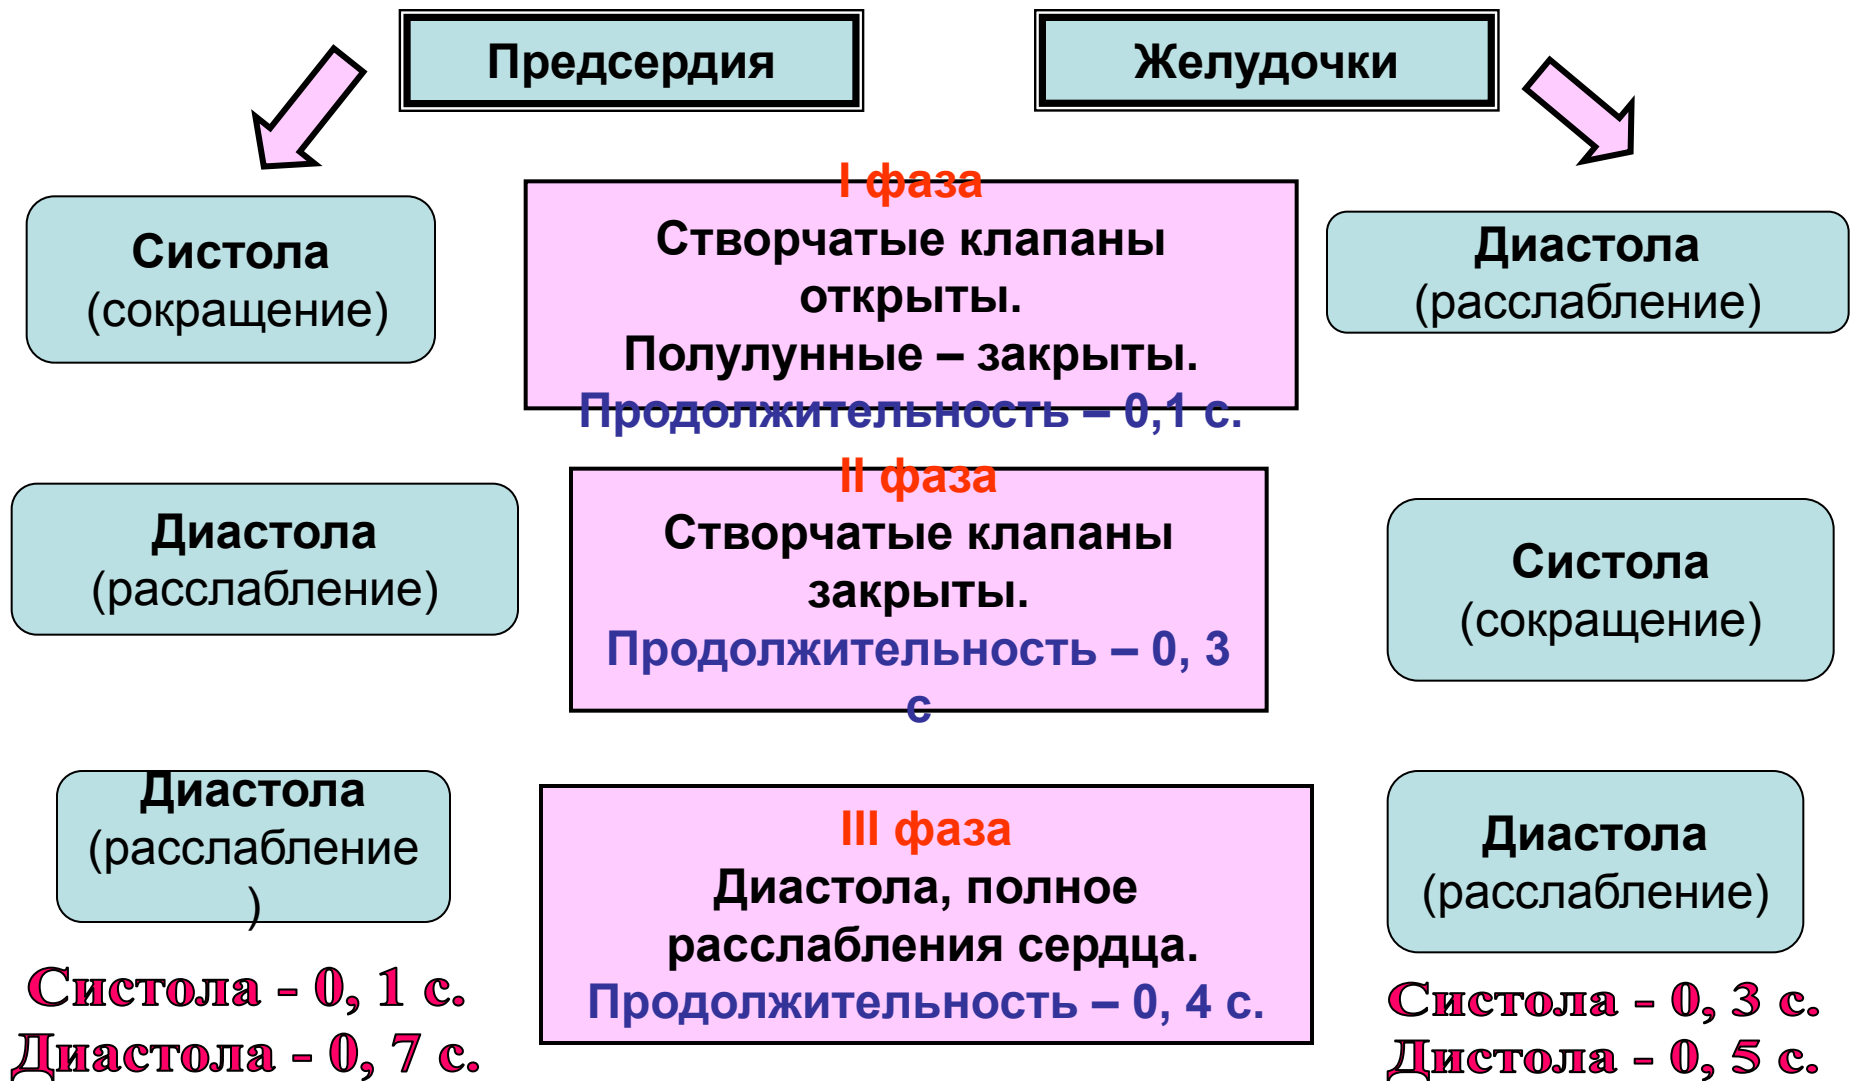 Предсердия
Желудочки
Систола
(сокращение)
I фаза
Створчатые клапаны
открыты.
Полулунные – закрыты.
Продолжительность – 0,1 с.
Диастола
(расслабление)
Диастола
(расслабление)
II фаза
Створчатые клапаны
закрыты.
Продолжительность – 0, 3
с
Систола
(сокращение)
Диастола
(расслабление
)
III фаза
Диастола, полное
расслабления сердца.
Продолжительность – 0, 4 с.
Диастола
(расслабление)
Систола - 0, 1 с.
Диастола - 0, 7 с.
Систола - 0, 3 с.
Дистола - 0, 5 с.